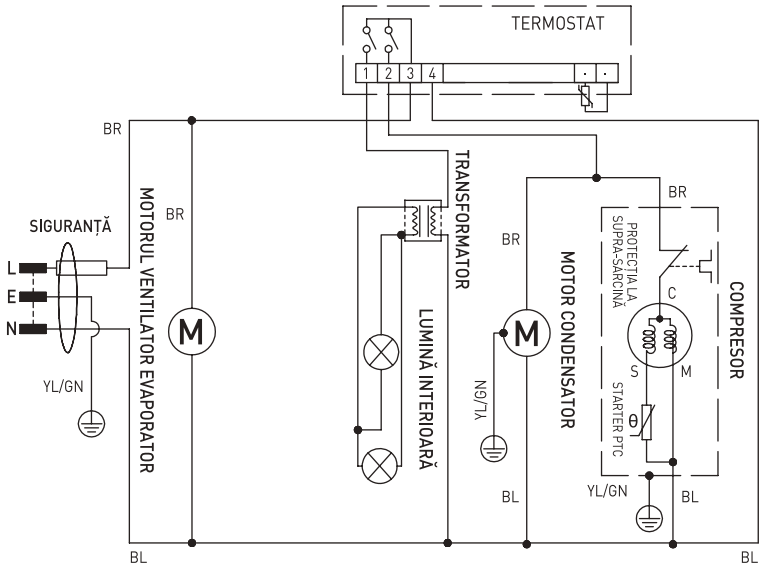 TERMOSTAT
1 2 3 4
BR
MOTORUL VENTILATOR EVAPORATOR
BR
SIGURANȚĂ
L
E
N
YL/GN
M
TRANSFORMATOR
LUMINĂ INTERIOARĂ
BR
M
YL/GN
MOTOR CONDENSATOR
BR
PROTECȚIA LA
SUPRA-SARCINĂ
COMPRESOR
C
S M
STARTER PTC
θ
YL/GN
BL
BL
BL